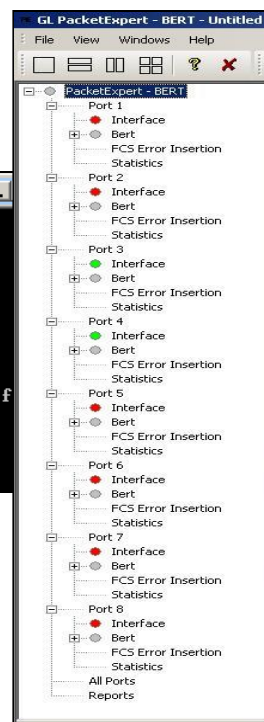 GL PacketExpert - BERT - Untitled
File View Windows Help
PacketExpert - BERT
Port 1
Interface
Bert
FCS Error Insertion
Statistics
Port 2
Interface
Bert
FCS Error Insertion
Statistics
Port 3
Interface
Bert
FCS Error Insertion
Statistics
Port 4
Interface
Bert
FCS Error Insertion
Statistics
f
Port 5
Interface
Bert
FCS Error Insertion
Statistics
Port 6
Interface
Bert
FCS Error Insertion
Statistics
Port 7
Interface
Bert
FCS Error Insertion
Statistics
Port 8
Interface
Bert
FCS Error Insertion
Statistics
All Ports
Reports